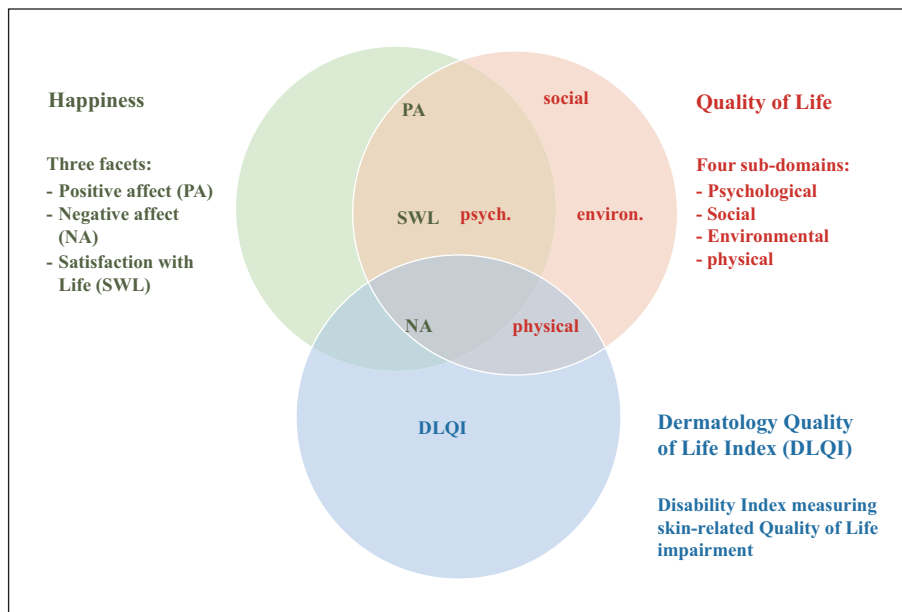 Happiness
Three facets:
- Positive affect (PA)
- Negative affect
(NA)
- Satisfaction with
Life (SWL)
PA
social
SWL
psych.
environ.
NA
physical
DLQI
Quality of Life
Four sub-domains:
- Psychological
- Social
- Environmental
- physical
Dermatology Quality
of Life Index (DLQI)
Disability Index measuring
skin-related Quality of Life
impairment